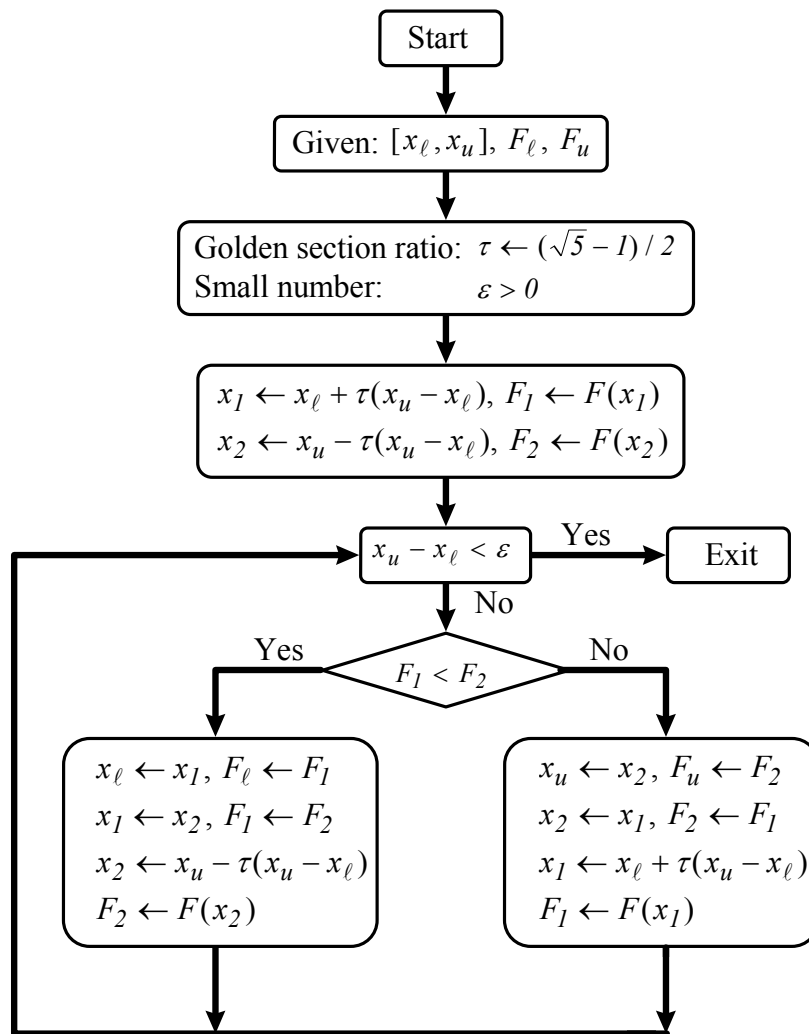 Start
Given: [x_ℓ, x_u], F_ℓ, F_u
Golden section ratio: τ ← (√5 − 1) / 2
Small number: ε > 0
x_1 ← x_ℓ + τ(x_u − x_ℓ), F_1 ← F(x_1)
x_2 ← x_u − τ(x_u − x_ℓ), F_2 ← F(x_2)
x_u − x_ℓ < ε
Yes
Exit
No
Yes
F_1 < F_2
No
x_ℓ ← x_1, F_ℓ ← F_1
x_1 ← x_2, F_1 ← F_2
x_2 ← x_u − τ(x_u − x_ℓ)
F_2 ← F(x_2)
x_u ← x_2, F_u ← F_2
x_2 ← x_1, F_2 ← F_1
x_1 ← x_ℓ + τ(x_u − x_ℓ)
F_1 ← F(x_1)